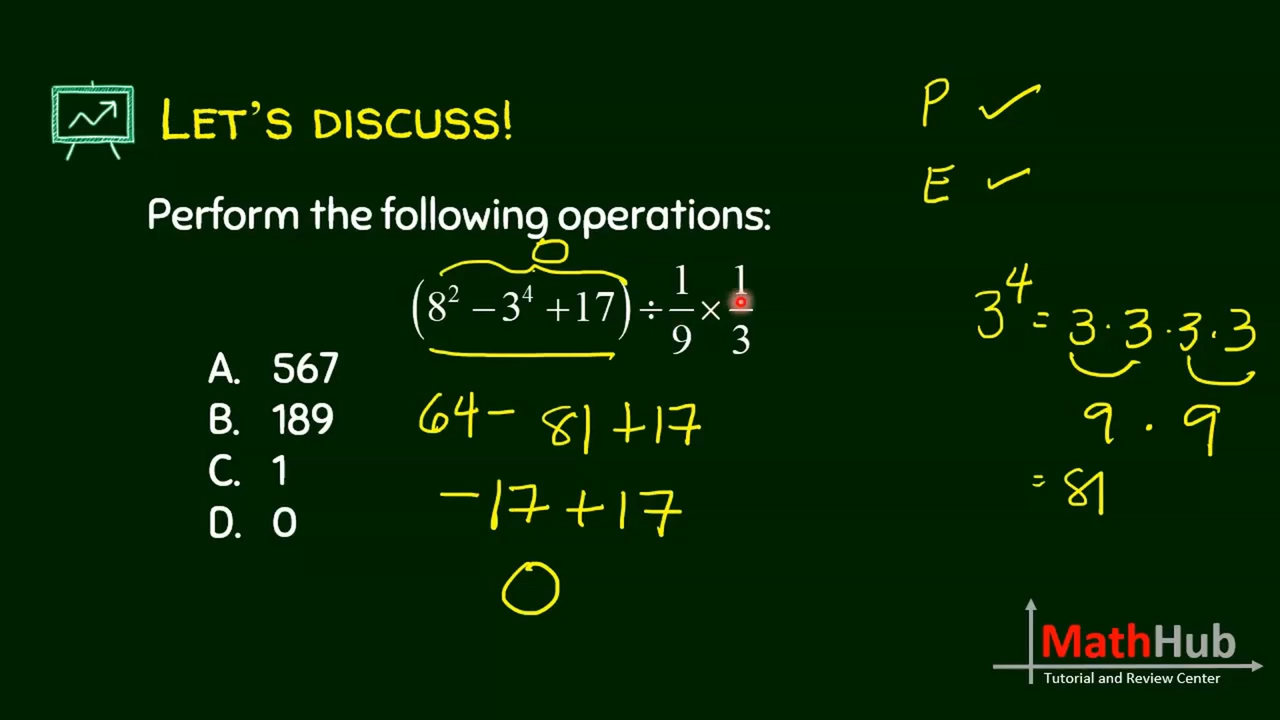 LET'S DISCUSS!
Perform the following operations:
0
(8² − 3⁴ + 17) ÷ 1/9 × 1/3
A. 567
B. 189
C. 1
D. 0
64 - 81 + 17
-17 + 17
0
P ✓
E ✓
3⁴ = 3 · 3 · 3 · 3
9 · 9
= 81
MathHub
Tutorial and Review Center